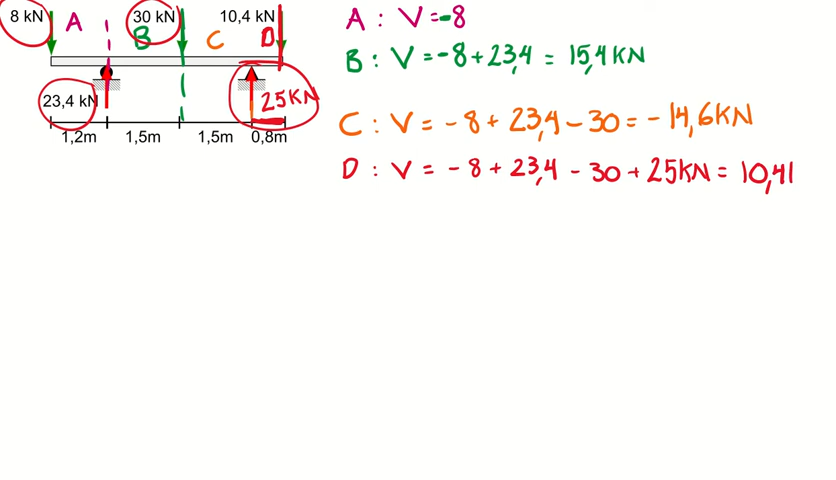 8 kN A 30 kN 10,4 kN
B C D
23,4 kN 25KN
1,2m 1,5m 1,5m 0,8m
A : V = -8
B : V = -8 + 23,4 = 15,4 KN
C : V = -8 + 23,4 - 30 = -14,6KN
D : V = -8 + 23,4 - 30 + 25KN = 10,41